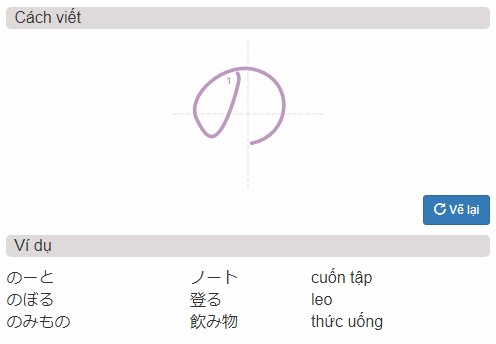 Cách viết
1
の
Vẽ lại
Ví dụ
のーと ノート cuốn tập
のぼる 登る leo
のみもの 飲み物 thức uống